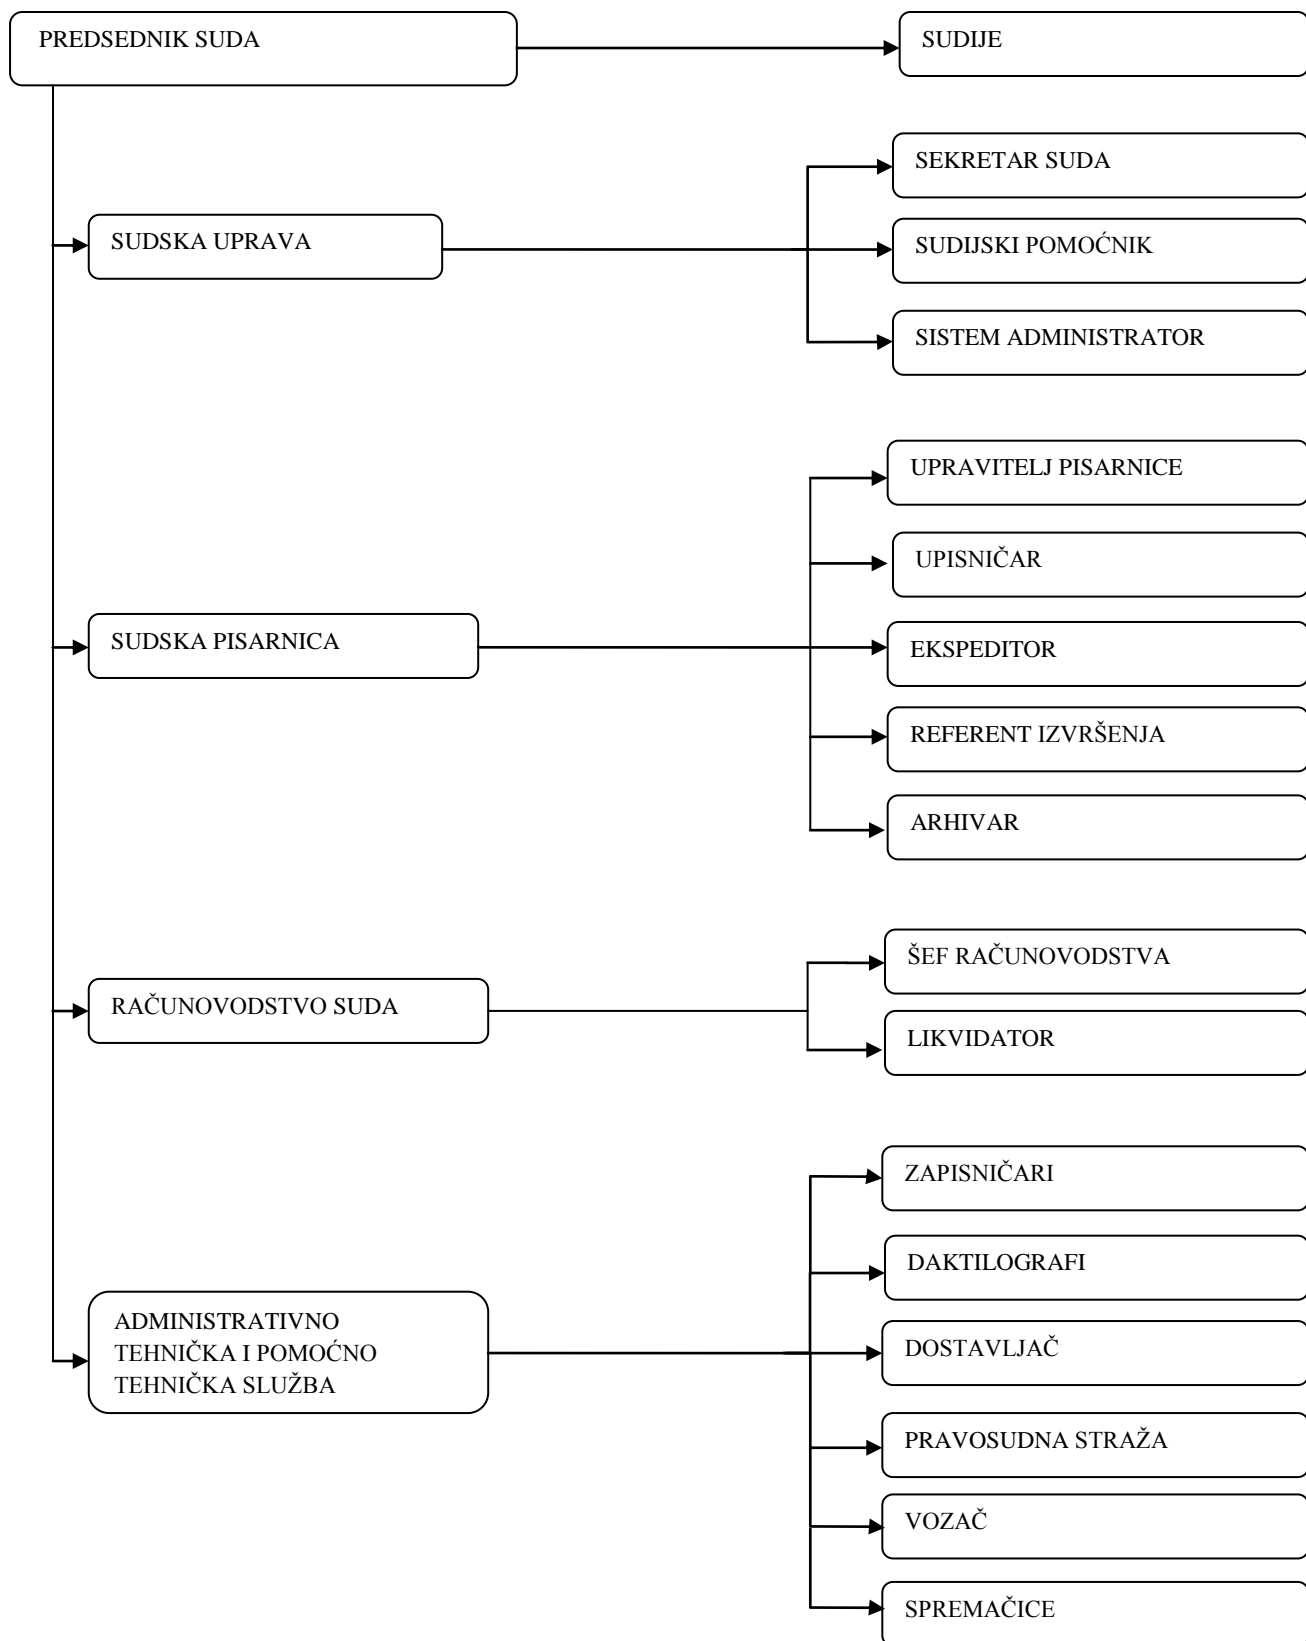 PREDSEDNIK SUDA
SUDIJE
SUDSKA UPRAVA
SEKRETAR SUDA
SUDIJSKI POMOĆNIK
SISTEM ADMINISTRATOR
SUDSKA PISARNICA
UPRAVITELJ PISARNICE
UPISNIČAR
EKSPEDITOR
REFERENT IZVRŠENJA
ARHIVAR
RAČUNOVODSTVO SUDA
ŠEF RAČUNOVODSTVA
LIKVIDATOR
ADMINISTRATIVNO
TEHNIČKA I POMOĆNO
TEHNIČKA SLUŽBA
ZAPISNIČARI
DAKTILOGRAFI
DOSTAVLJAČ
PRAVOSUDNA STRAŽA
VOZAČ
SPREMAČICE